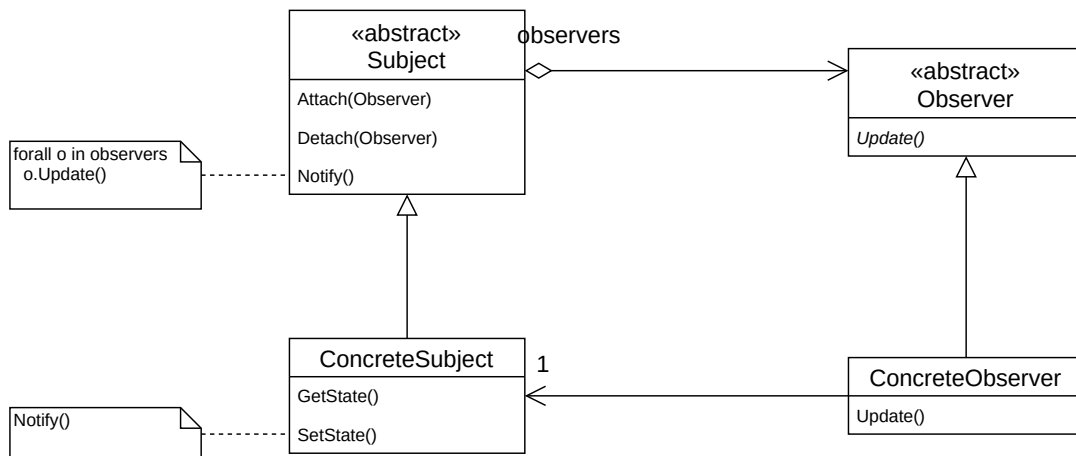 «abstract»
Subject
Attach(Observer)
Detach(Observer)
Notify()
observers
«abstract»
Observer
Update()
forall o in observers
o.Update()
ConcreteSubject
GetState()
SetState()
1
ConcreteObserver
Update()
Notify()